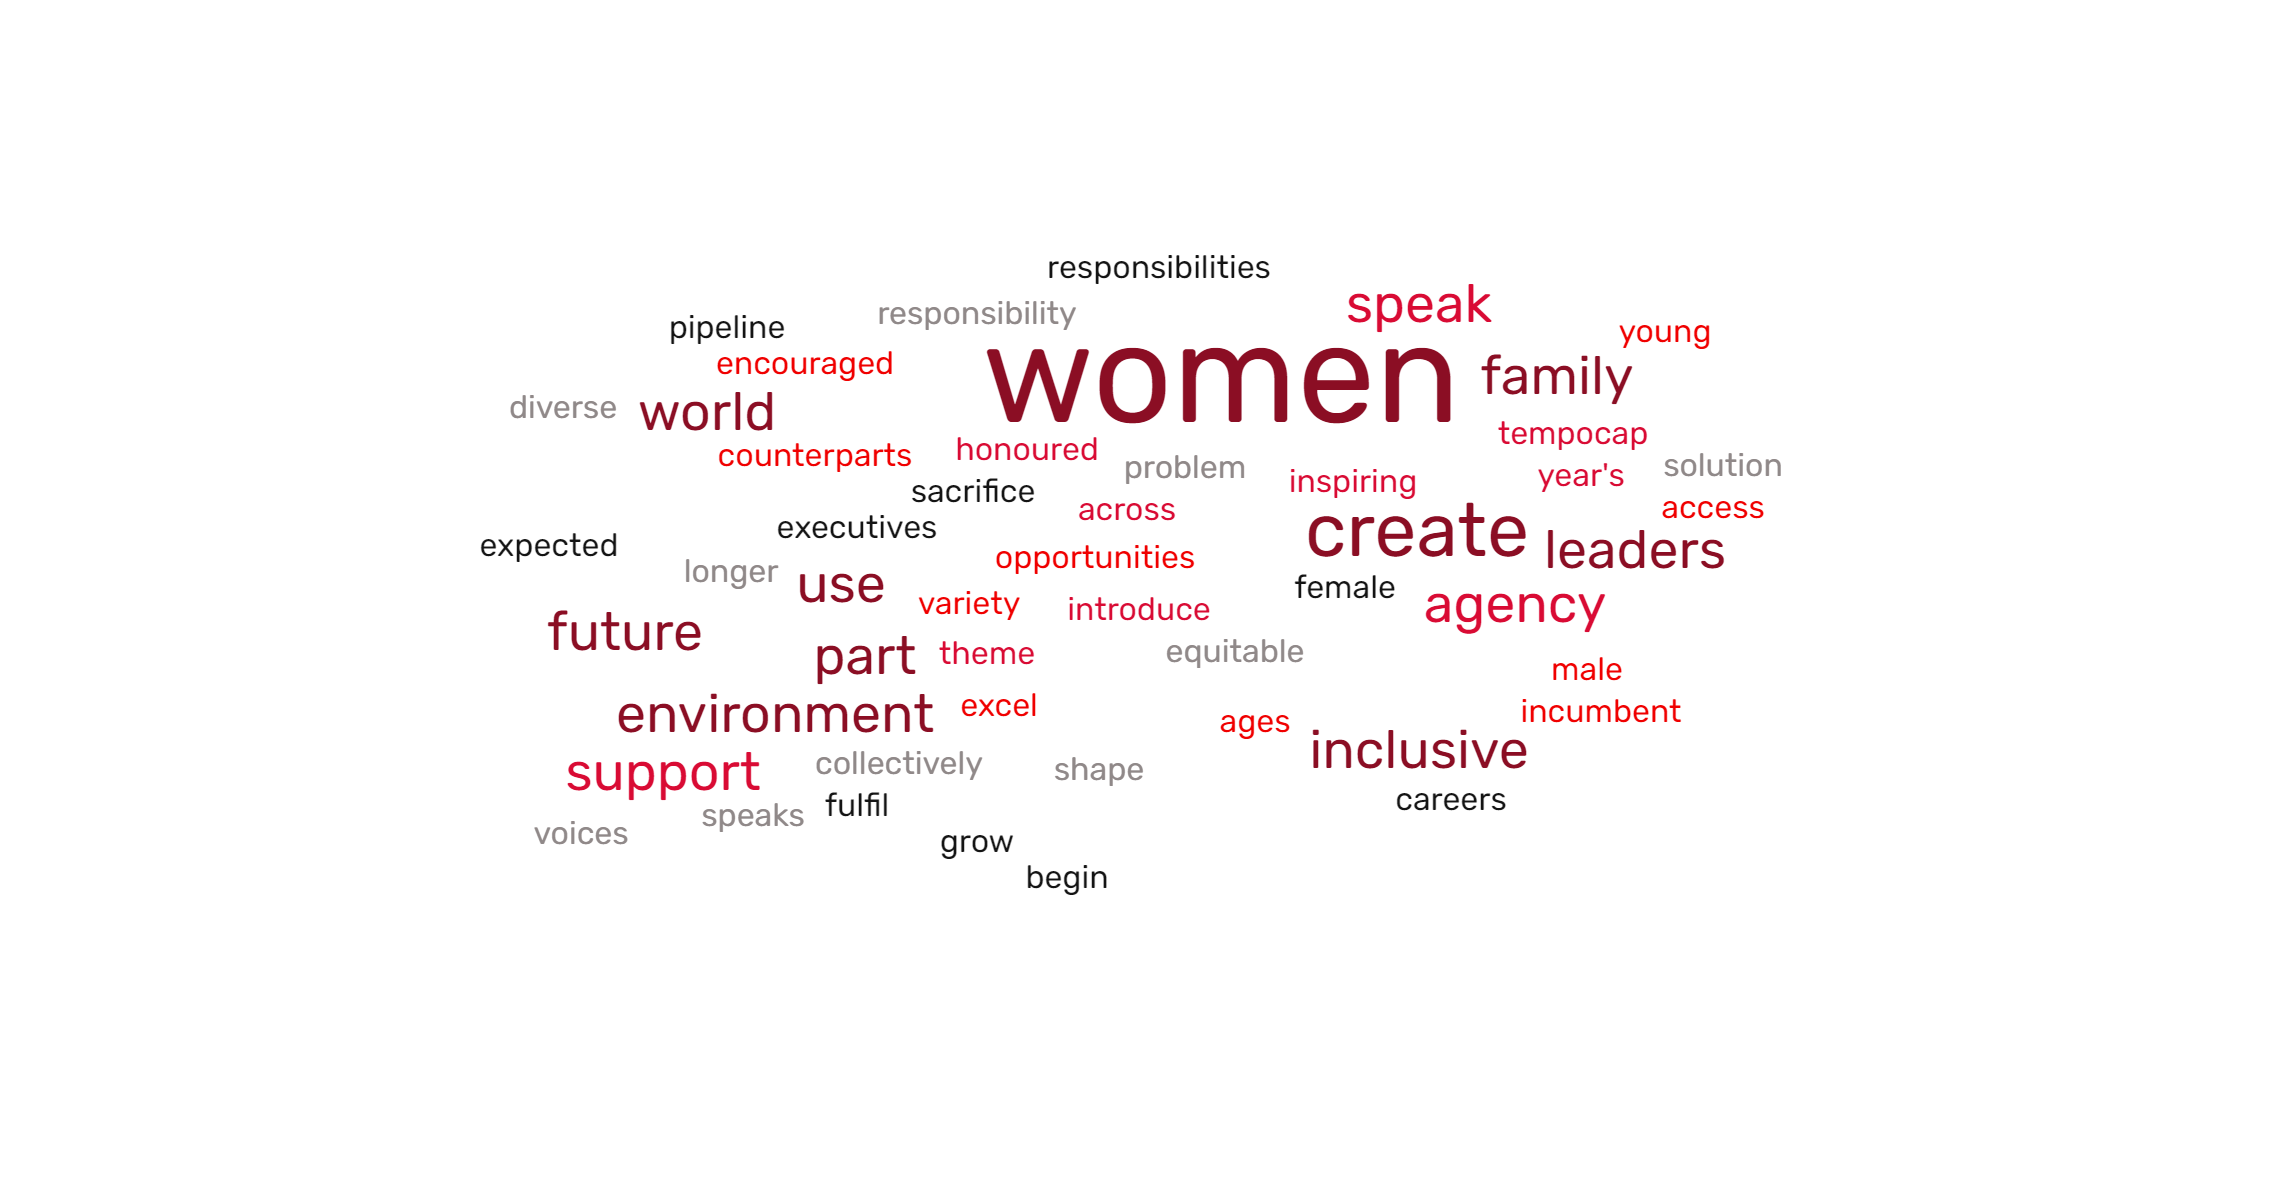 responsibilities
speak
responsibility
pipeline
young
encouraged
women
family
diverse
world
tempocap
counterparts
honoured
problem
solution
year's
inspiring
sacrifice
across
access
executives
create
leaders
expected
opportunities
longer
use
female
variety
introduce
agency
future
part
theme
equitable
male
environment
excel
ages
incumbent
inclusive
support
collectively
shape
careers
fulfil
speaks
voices
grow
begin